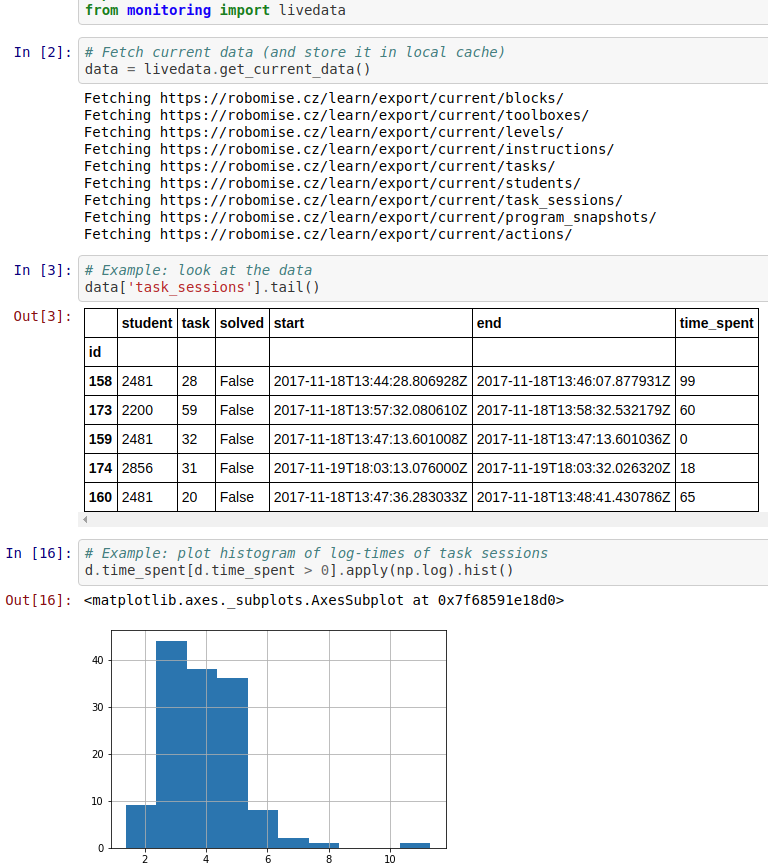 from monitoring import livedata
In [2]: # Fetch current data (and store it in local cache)
data = livedata.get_current_data()
Fetching https://robomise.cz/learn/export/current/blocks/
Fetching https://robomise.cz/learn/export/current/toolboxes/
Fetching https://robomise.cz/learn/export/current/levels/
Fetching https://robomise.cz/learn/export/current/instructions/
Fetching https://robomise.cz/learn/export/current/tasks/
Fetching https://robomise.cz/learn/export/current/students/
Fetching https://robomise.cz/learn/export/current/task_sessions/
Fetching https://robomise.cz/learn/export/current/program_snapshots/
Fetching https://robomise.cz/learn/export/current/actions/
In [3]: # Example: look at the data
data['task_sessions'].tail()
Out[3]:
student task solved start end time_spent
id
158 2481 28 False 2017-11-18T13:44:28.806928Z 2017-11-18T13:46:07.877931Z 99
173 2200 59 False 2017-11-18T13:57:32.080610Z 2017-11-18T13:58:32.532179Z 60
159 2481 32 False 2017-11-18T13:47:13.601008Z 2017-11-18T13:47:13.601036Z 0
174 2856 31 False 2017-11-19T18:03:13.076000Z 2017-11-19T18:03:32.026320Z 18
160 2481 20 False 2017-11-18T13:47:36.283033Z 2017-11-18T13:48:41.430786Z 65
In [16]: # Example: plot histogram of log-times of task sessions
d.time_spent[d.time_spent > 0].apply(np.log).hist()
Out[16]: <matplotlib.axes._subplots.AxesSubplot at 0x7f68591e18d0>
40
30
20
10
0
2 4 6 8 10